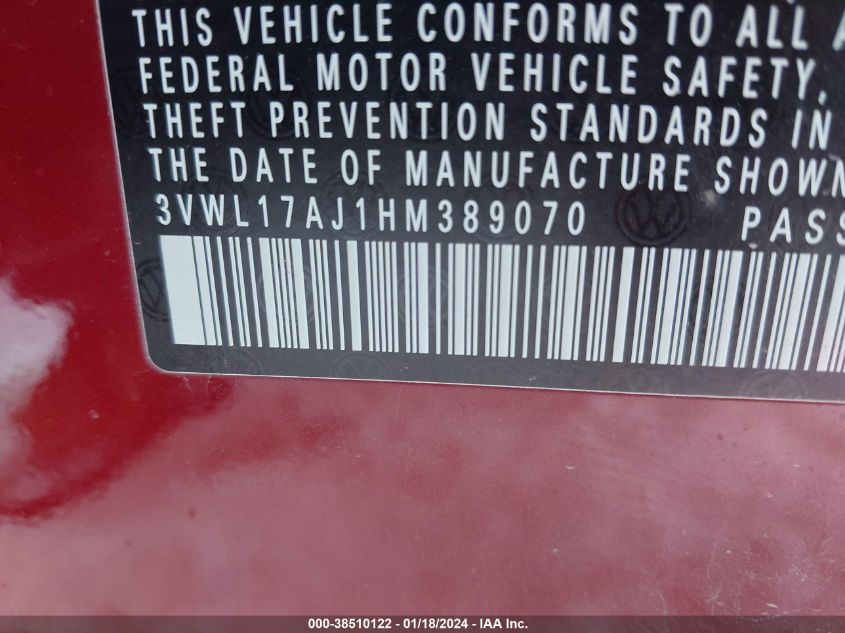 THIS VEHICLE CONFORMS TO ALL A
FEDERAL MOTOR VEHICLE SAFETY,
THEFT PREVENTION STANDARDS IN
THE DATE OF MANUFACTURE SHOWN
3VWL17AJ1HM389070 PASS
000-38510122 - 01/18/2024 - IAA Inc.